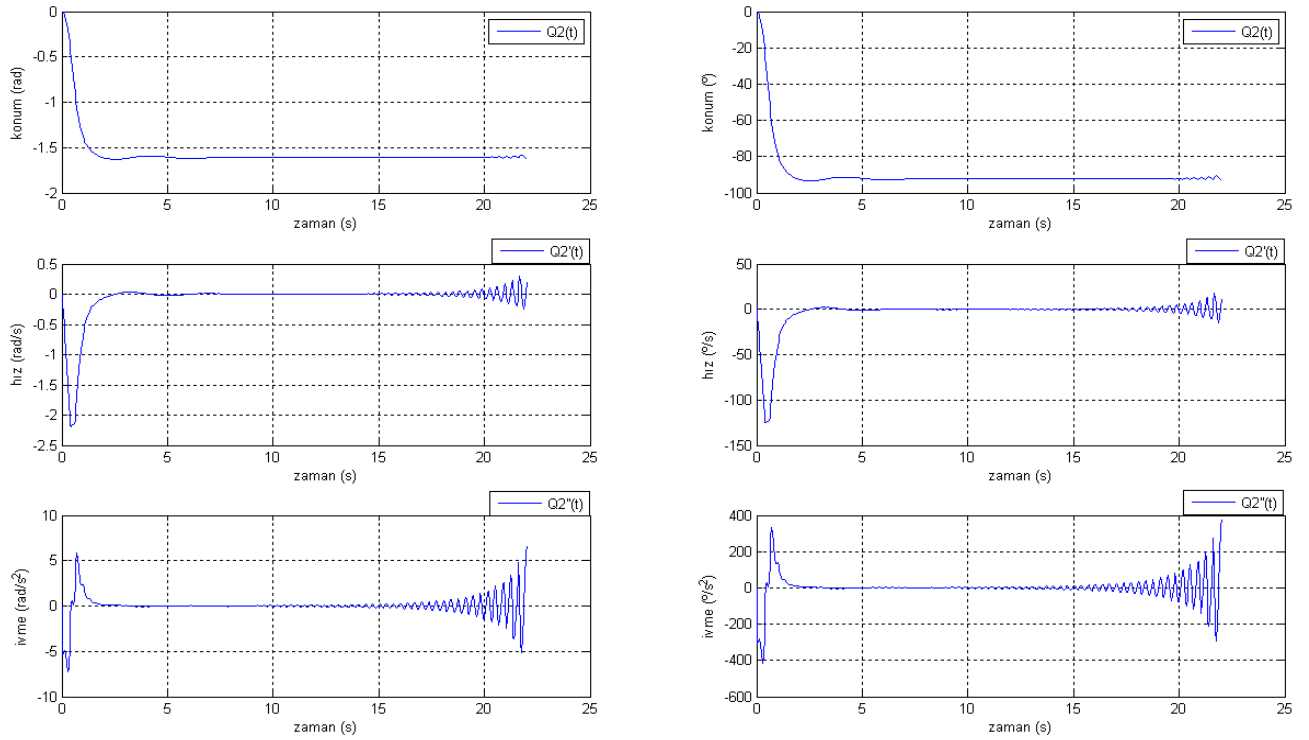 0
-0.5
-1
-1.5
-2
konum (rad)
Q2(t)
0 5 10 15 20 25
zaman (s)
0
-20
-40
-60
-80
-100
konum (º)
Q2(t)
0 5 10 15 20 25
zaman (s)
0.5
0
-0.5
-1
-1.5
-2
-2.5
hız (rad/s)
Q2'(t)
0 5 10 15 20 25
zaman (s)
50
0
-50
-100
-150
hız (º/s)
Q2'(t)
0 5 10 15 20 25
zaman (s)
10
5
0
-5
-10
ivme (rad/s²)
Q2''(t)
0 5 10 15 20 25
zaman (s)
400
200
0
-200
-400
-600
ivme (º/s²)
Q2''(t)
0 5 10 15 20 25
zaman (s)